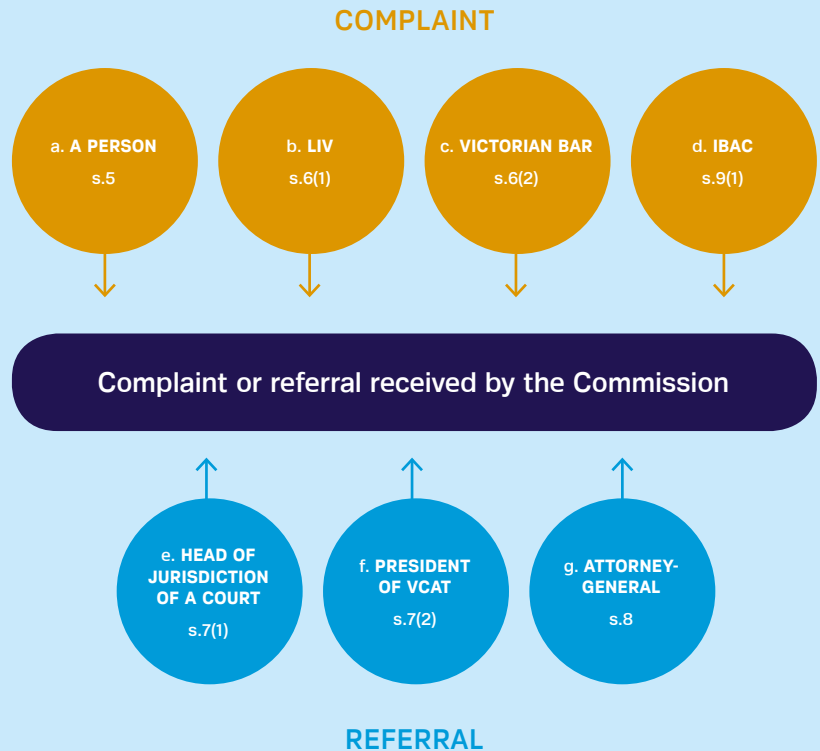 COMPLAINT
a. A PERSON
s.5
b. LIV
s.6(1)
c. VICTORIAN BAR
s.6(2)
d. IBAC
s.9(1)
Complaint or referral received by the Commission
e. HEAD OF
JURISDICTION
OF A COURT
s.7(1)
f. PRESIDENT
OF VCAT
s.7(2)
g. ATTORNEY-
GENERAL
s.8
REFERRAL